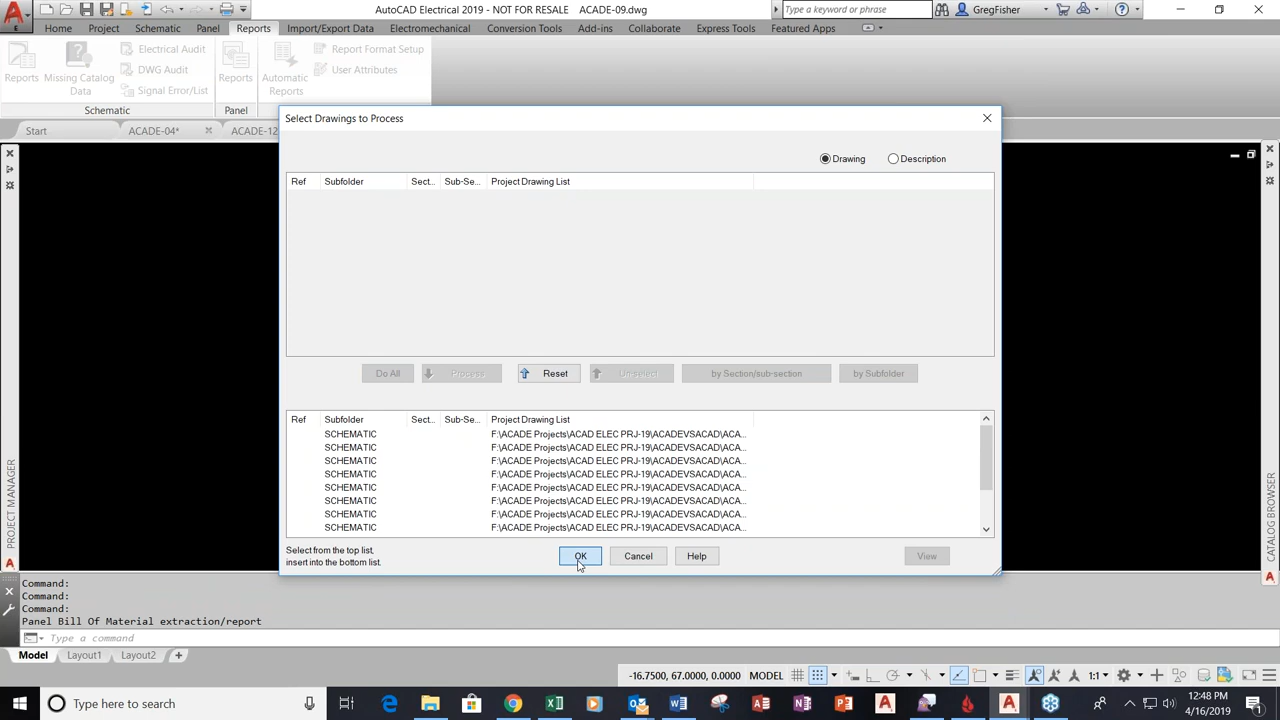 AutoCAD Electrical 2019 - NOT FOR RESALE ACADE-09.dwg
Type a keyword or phrase
GregFisher
E
Home Project Schematic Panel Reports Import/Export Data Electromechanical Conversion Tools Add-ins Collaborate Express Tools Featured Apps
Reports
Missing Catalog
Data
Electrical Audit
DWG Audit
Signal Error/List
Schematic
Reports
Panel
Automatic
Reports
Report Format Setup
User Attributes
Start ACADE-04* ACADE-12
Select Drawings to Process
Drawing Description
Ref Subfolder Sect... Sub-Se... Project Drawing List
Do All Process Reset Un-select by Section/sub-section by Subfolder
Ref Subfolder Sect... Sub-Se... Project Drawing List
SCHEMATIC F:\ACADE Projects\ACAD ELEC PRJ-19\ACADEVSACAD\ACA...
SCHEMATIC F:\ACADE Projects\ACAD ELEC PRJ-19\ACADEVSACAD\ACA...
SCHEMATIC F:\ACADE Projects\ACAD ELEC PRJ-19\ACADEVSACAD\ACA...
SCHEMATIC F:\ACADE Projects\ACAD ELEC PRJ-19\ACADEVSACAD\ACA...
SCHEMATIC F:\ACADE Projects\ACAD ELEC PRJ-19\ACADEVSACAD\ACA...
SCHEMATIC F:\ACADE Projects\ACAD ELEC PRJ-19\ACADEVSACAD\ACA...
SCHEMATIC F:\ACADE Projects\ACAD ELEC PRJ-19\ACADEVSACAD\ACA...
SCHEMATIC F:\ACADE Projects\ACAD ELEC PRJ-19\ACADEVSACAD\ACA...
Select from the top list,
insert into the bottom list.
OK Cancel Help View
PROJECT MANAGER
CATALOG BROWSER
Command:
Command:
Command:
Panel Bill Of Material extraction/report
Type a command
Model Layout1 Layout2
-16.7500, 67.0000, 0.0000 MODEL 1:1
Type here to search
12:48 PM
4/16/2019